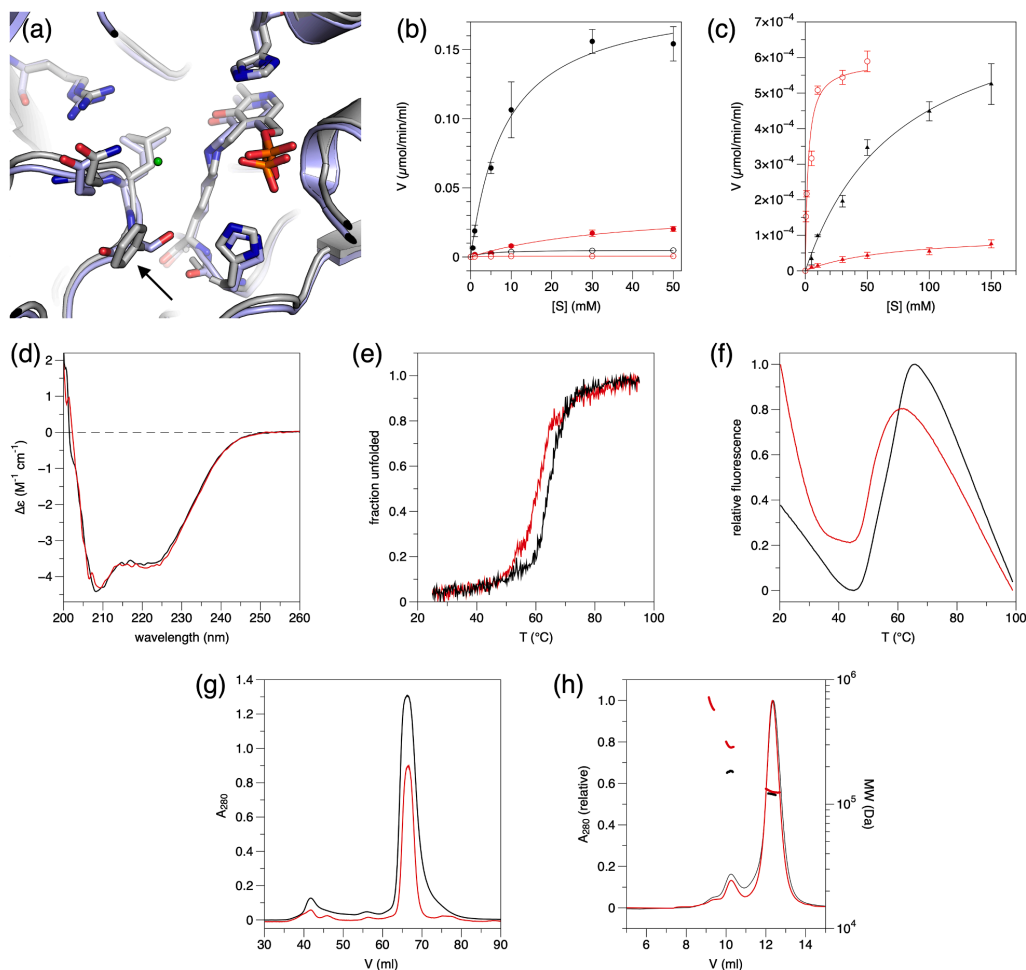 (a)
(b)
V (µmol/min/ml)
0.15
0.10
0.05
0
0 10 20 30 40 50
[S] (mM)
(c)
V (µmol/min/ml)
7×10⁻⁴
6×10⁻⁴
5×10⁻⁴
4×10⁻⁴
3×10⁻⁴
2×10⁻⁴
1×10⁻⁴
0
0 50 100 150
[S] (mM)
(d)
Δε (M⁻¹ cm⁻¹)
2
1
0
-1
-2
-3
-4
200 210 220 230 240 250 260
wavelength (nm)
(e)
fraction unfolded
1.0
0.8
0.6
0.4
0.2
0
20 40 60 80 100
T (°C)
(f)
relative fluorescence
1.0
0.8
0.6
0.4
0.2
0
20 40 60 80 100
T (°C)
(g)
A₂₈₀
1.4
1.2
1.0
0.8
0.6
0.4
0.2
0
30 40 50 60 70 80 90
V (ml)
(h)
A₂₈₀ (relative)
1.0
0.8
0.6
0.4
0.2
0
6 8 10 12 14
V (ml)
10⁶
10⁵
10⁴
MW (Da)